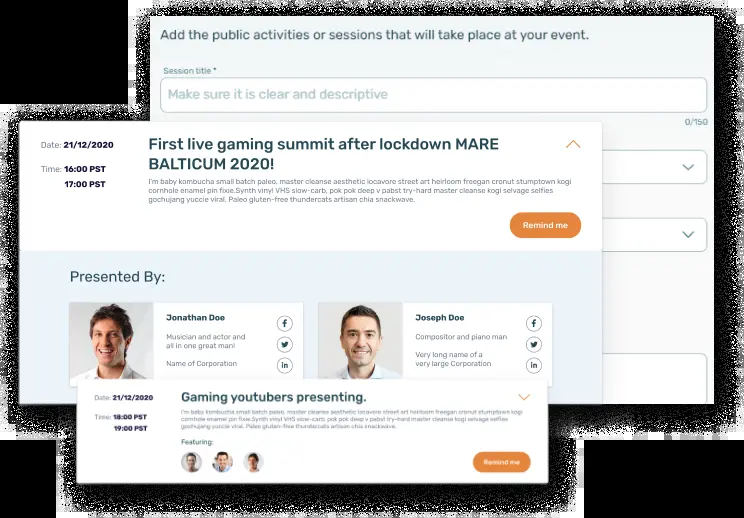 Add the public activities or sessions that will take place at your event.
Session title *
Make sure it is clear and descriptive
0/150
Date: 21/12/2020
Time: 16:00 PST
17:00 PST
First live gaming summit after lockdown MARE
BALTICUM 2020!
I'm baby kombucha small batch paleo, master cleanse aesthetic locavore street art heirloom freegan cronut stumptown kogi
cornhole enamel pin fixie.Synth vinyl VHS slow-carb, pok pok deep v pabst try-hard master cleanse kogi selvage selfies
gochujang yuccie viral. Paleo gluten-free thundercats artisan chia snackwave.
Remind me
Presented By:
Jonathan Doe
Musician and actor and
all in one great man!
Name of Corporation
Joseph Doe
Compositor and piano man
Very long name of a
very large Corporation
Date: 21/12/2020
Time: 18:00 PST
19:00 PST
Gaming youtubers presenting.
I'm baby kombucha small batch paleo, master cleanse aesthetic locavore street art heirloom freegan cronut stumptown kogi
cornhole enamel pin fixie.Synth vinyl VHS slow-carb, pok pok deep v pabst try-hard master cleanse kogi selvage selfies
gochujang yuccie viral. Paleo gluten-free thundercats artisan chia snackwave.
Featuring:
Remind me